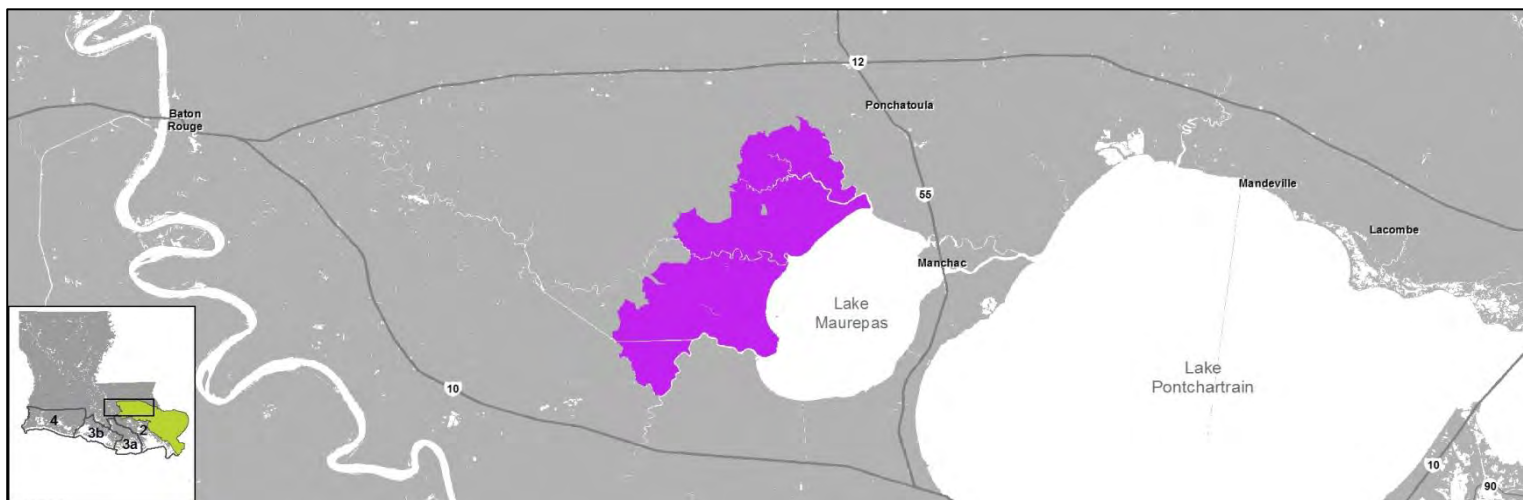 12
Ponchatoula
Baton
Rouge
55
Mandeville
Lacombe
Manchac
Lake
Maurepas
Lake
Pontchartrain
10
4
3b
3a
2
10
90